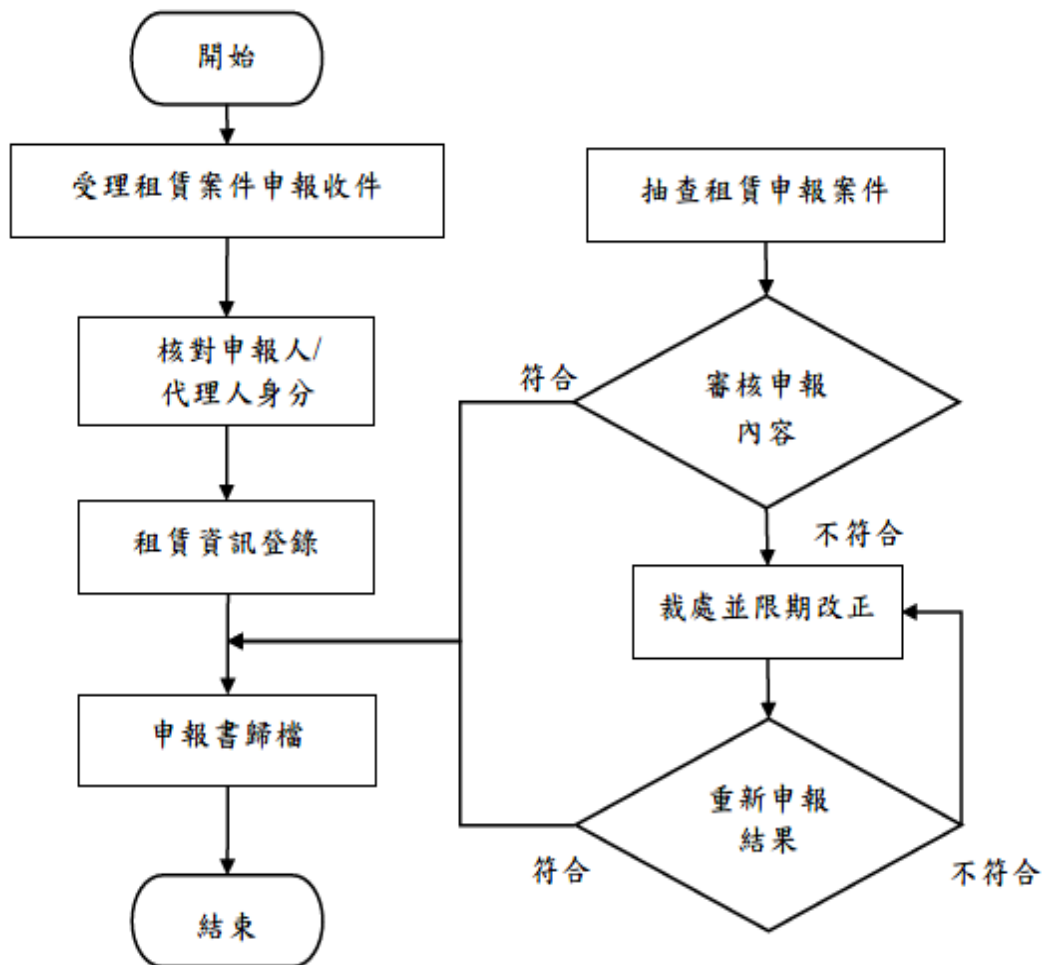 開始
受理租賃案件申報收件
核對申報人/
代理人身分
租賃資訊登錄
申報書歸檔
結束
抽查租賃申報案件
審核申報
內容
符合
不符合
裁處並限期改正
重新申報
結果
符合
不符合